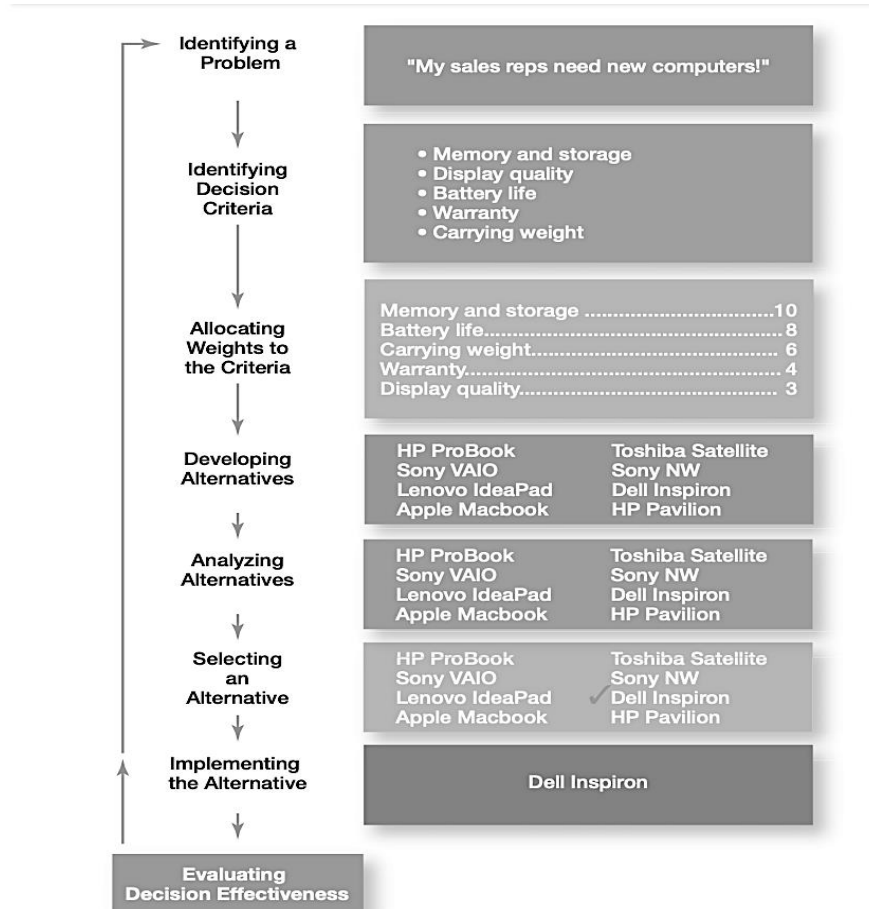 Identifying a
Problem
"My sales reps need new computers!"
Identifying
Decision
Criteria
• Memory and storage
• Display quality
• Battery life
• Warranty
• Carrying weight
Allocating
Weights to
the Criteria
Memory and storage ..................................10
Battery life......................................................8
Carrying weight............................................. 6
Warranty......................................................... 4
Display quality............................................... 3
Developing
Alternatives
HP ProBook Toshiba Satellite
Sony VAIO Sony NW
Lenovo IdeaPad Dell Inspiron
Apple Macbook HP Pavilion
Analyzing
Alternatives
HP ProBook Toshiba Satellite
Sony VAIO Sony NW
Lenovo IdeaPad Dell Inspiron
Apple Macbook HP Pavilion
Selecting
an
Alternative
HP ProBook Toshiba Satellite
Sony VAIO Sony NW
Lenovo IdeaPad ✓ Dell Inspiron
Apple Macbook HP Pavilion
Implementing
the Alternative
Dell Inspiron
Evaluating
Decision Effectiveness